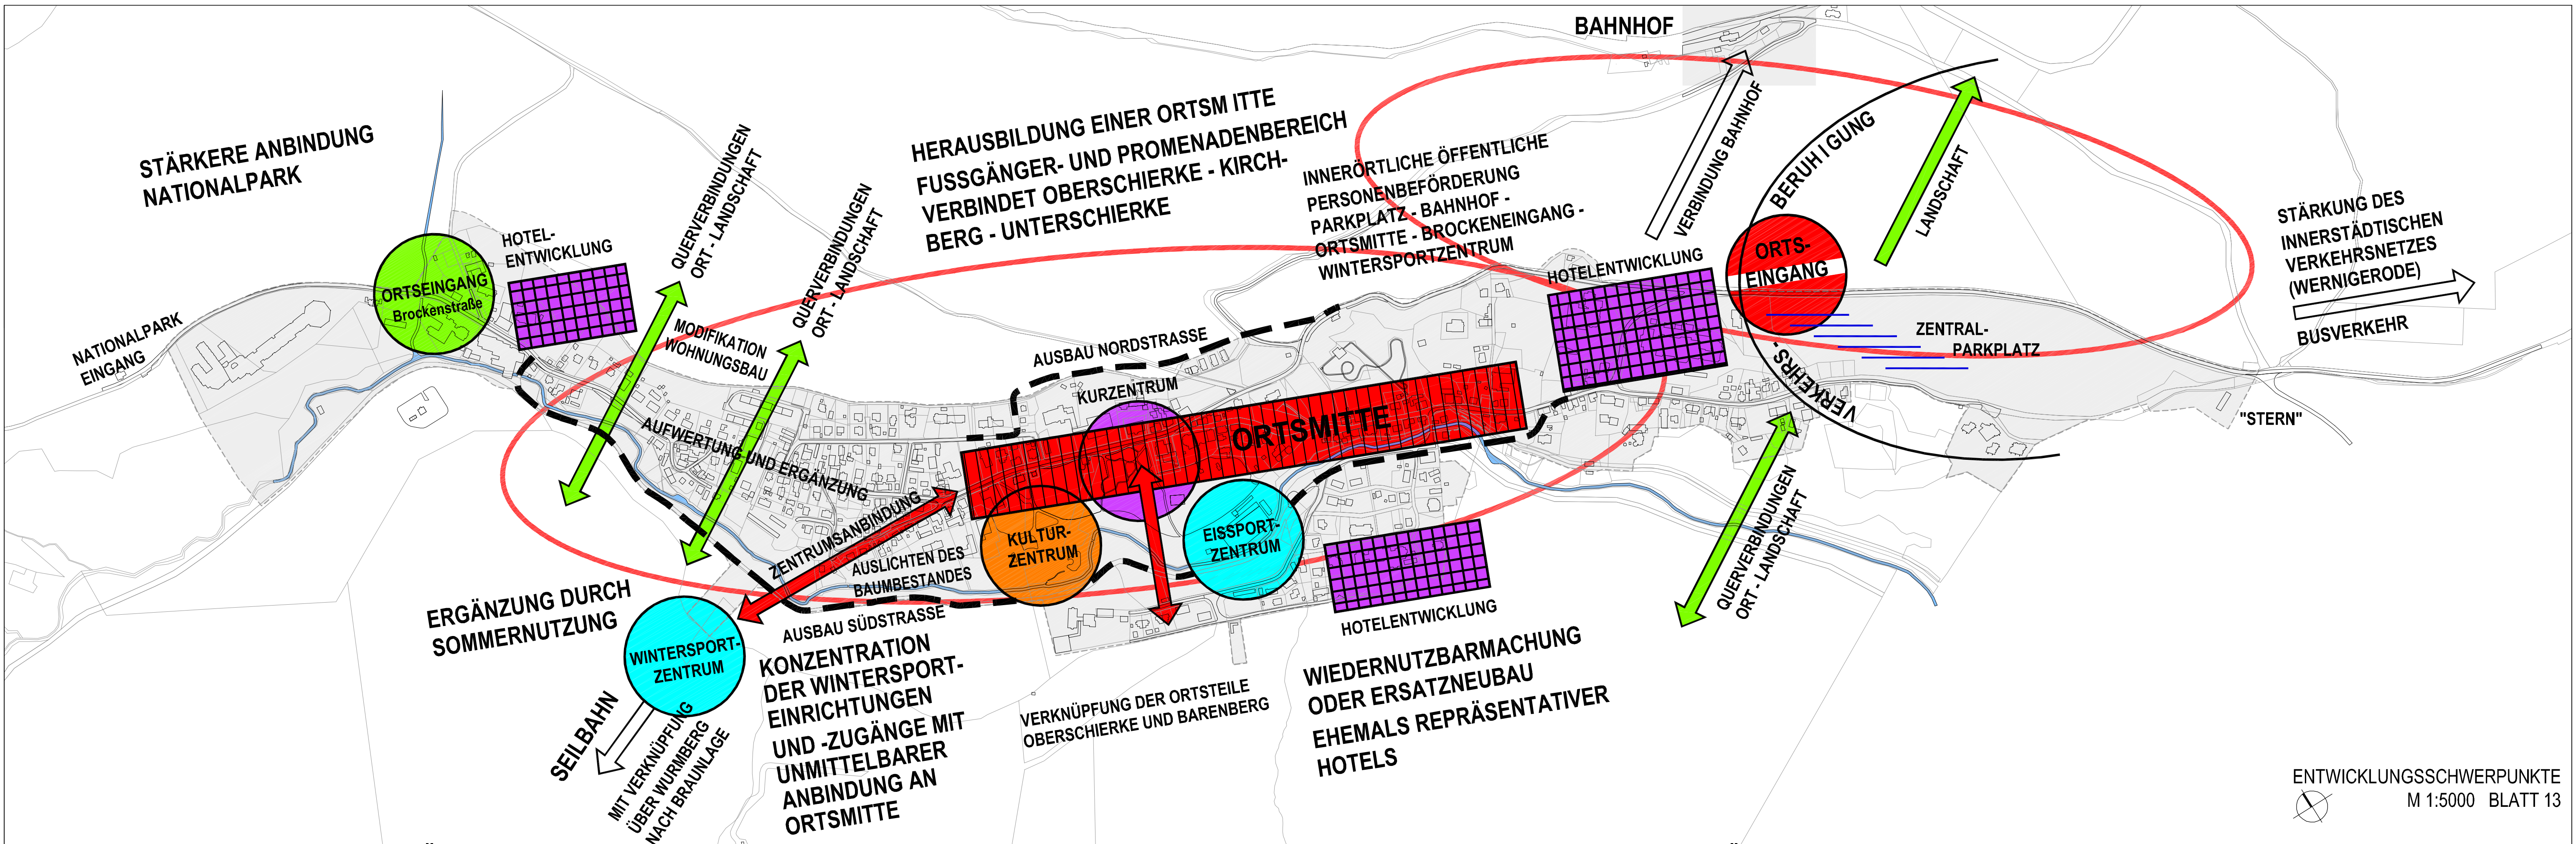 BAHNHOF
STÄRKERE ANBINDUNG
NATIONALPARK
HERAUSBILDUNG EINER ORTSM ITTE
FUSSGÄNGER- UND PROMENADENBEREICH
VERBINDET OBERSCHIERKE - KIRCH-
BERG - UNTERSCHIERKE
INNERÖRTLICHE ÖFFENTLICHE
PERSONENBEFÖRDERUNG
PARKPLATZ - BAHNHOF -
ORTSMITTE - BROCKENEINGANG -
WINTERSPORTZENTRUM
VERBINDUNG BAHNHOF
BERUH I GUNG
VERKEHRS-
LANDSCHAFT
STÄRKUNG DES
INNERSTÄDTISCHEN
VERKEHRSNETZES
(WERNIGERODE)
BUSVERKEHR
NATIONALPARK
EINGANG
ORTSEINGANG
Brockenstraße
HOTEL-
ENTWICKLUNG
QUERVERBINDUNGEN
ORT - LANDSCHAFT
MODIFIKATION
WOHNUNGSBAU
QUERVERBINDUNGEN
ORT - LANDSCHAFT
AUFWERTUNG UND ERGÄNZUNG
AUSBAU NORDSTRASSE
KURZENTRUM
ORTSMITTE
HOTELENTWICKLUNG
ORTS-
EINGANG
ZENTRAL-
PARKPLATZ
"STERN"
ZENTRUMSANBINDUNG
AUSLICHTEN DES
BAUMBESTANDES
KULTUR-
ZENTRUM
EISSPORT-
ZENTRUM
HOTELENTWICKLUNG
QUERVERBINDUNGEN
ORT - LANDSCHAFT
ERGÄNZUNG DURCH
SOMMERNUTZUNG
WINTERSPORT-
ZENTRUM
AUSBAU SÜDSTRASSE
SEILBAHN
MIT VERKNÜPFUNG
ÜBER WURMBERG
NACH BRAUNLAGE
KONZENTRATION
DER WINTERSPORT-
EINRICHTUNGEN
UND -ZUGÄNGE MIT
UNMITTELBARER
ANBINDUNG AN
ORTSMITTE
VERKNÜPFUNG DER ORTSTEILE
OBERSCHIERKE UND BARENBERG
WIEDERNUTZBARMACHUNG
ODER ERSATZNEUBAU
EHEMALS REPRÄSENTATIVER
HOTELS
ENTWICKLUNGSSCHWERPUNKTE
M 1:5000 BLATT 13